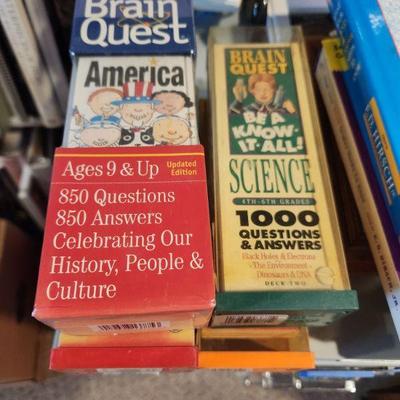 Brain
Quest
America
Ages 9 & Up
Updated
Edition
850 Questions
850 Answers
Celebrating Our
History, People &
Culture
BRAIN
QUEST
BE A
KNOW-
IT-ALL!
SCIENCE
4TH-6TH GRADES
1000
QUESTIONS
& ANSWERS
Black Holes & Electrons
• The Environment •
Dinosaurs & DNA
DECK TWO
E.D. HIRSCH,